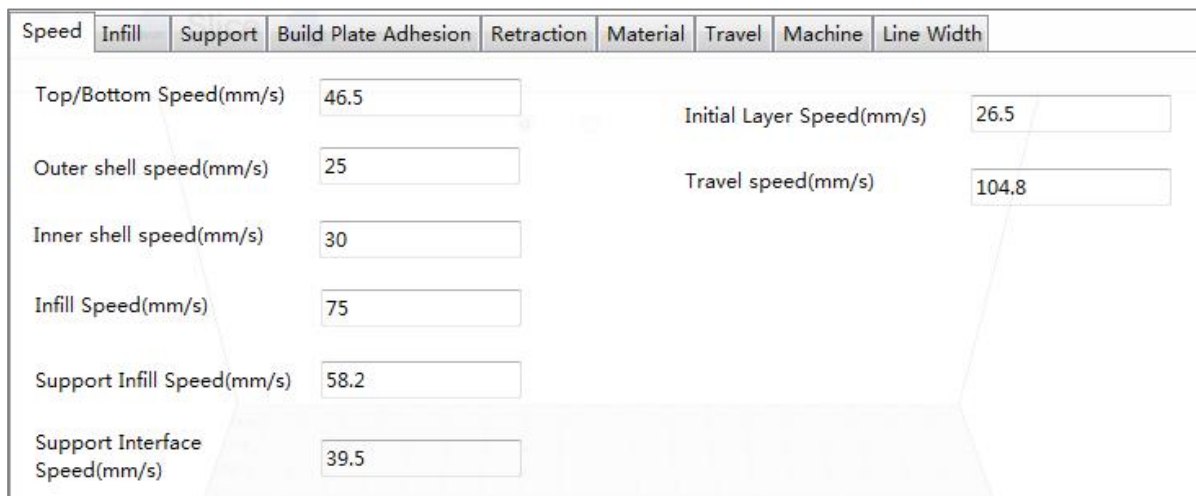 Slice
Speed Infill Support Build Plate Adhesion Retraction Material Travel Machine Line Width
Top/Bottom Speed(mm/s) 46.5
Initial Layer Speed(mm/s) 26.5
Outer shell speed(mm/s) 25
Travel speed(mm/s) 104.8
Inner shell speed(mm/s) 30
Infill Speed(mm/s) 75
Support Infill Speed(mm/s) 58.2
Support Interface
Speed(mm/s) 39.5